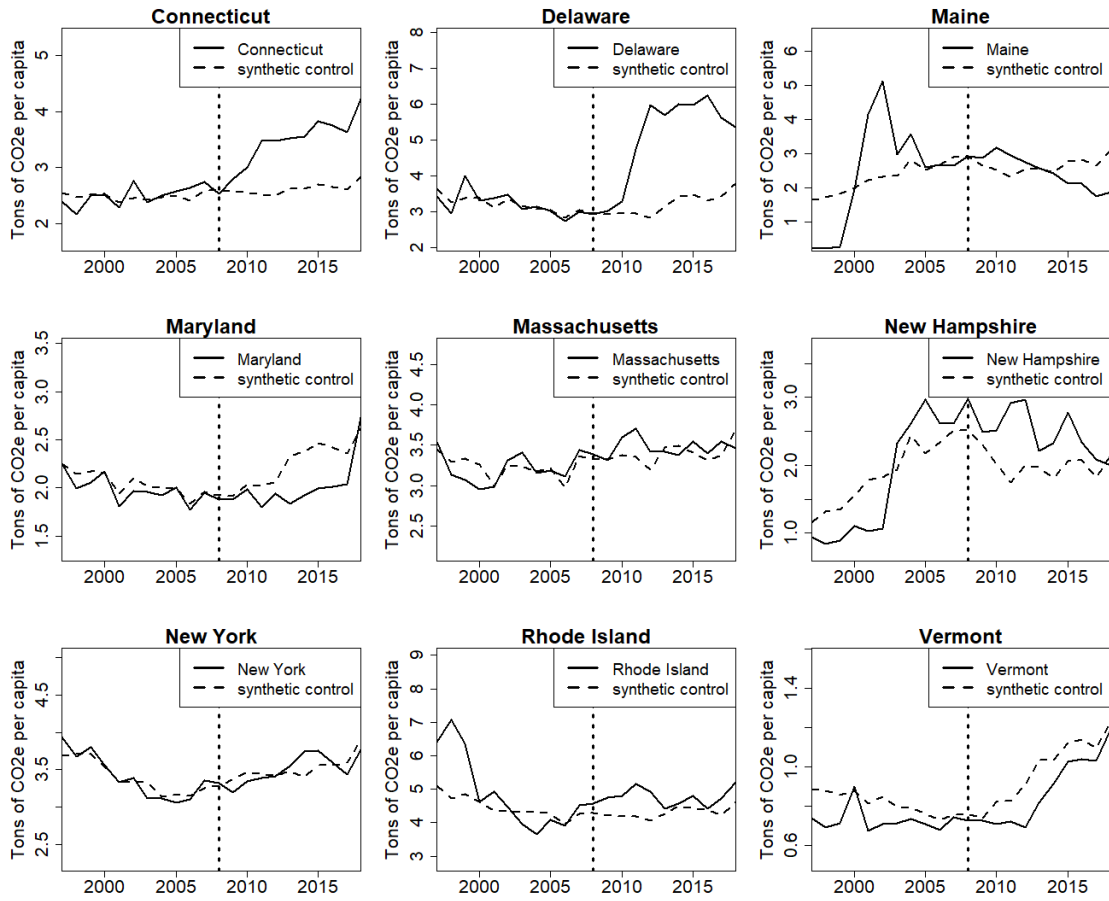 Connecticut
Tons of CO2e per capita
5
4
3
2
Connecticut
synthetic control
2000 2005 2010 2015
Delaware
Tons of CO2e per capita
8
7
6
5
4
3
2
Delaware
synthetic control
2000 2005 2010 2015
Maine
Tons of CO2e per capita
6
5
4
3
2
1
Maine
synthetic control
2000 2005 2010 2015
Maryland
Tons of CO2e per capita
3.5
3.0
2.5
2.0
1.5
Maryland
synthetic control
2000 2005 2010 2015
Massachusetts
Tons of CO2e per capita
4.5
4.0
3.5
3.0
2.5
Massachusetts
synthetic control
2000 2005 2010 2015
New Hampshire
Tons of CO2e per capita
3.0
2.0
1.0
New Hampshire
synthetic control
2000 2005 2010 2015
New York
Tons of CO2e per capita
4.5
3.5
2.5
New York
synthetic control
2000 2005 2010 2015
Rhode Island
Tons of CO2e per capita
9
8
7
6
5
4
3
Rhode Island
synthetic control
2000 2005 2010 2015
Vermont
Tons of CO2e per capita
1.4
1.0
0.6
Vermont
synthetic control
2000 2005 2010 2015